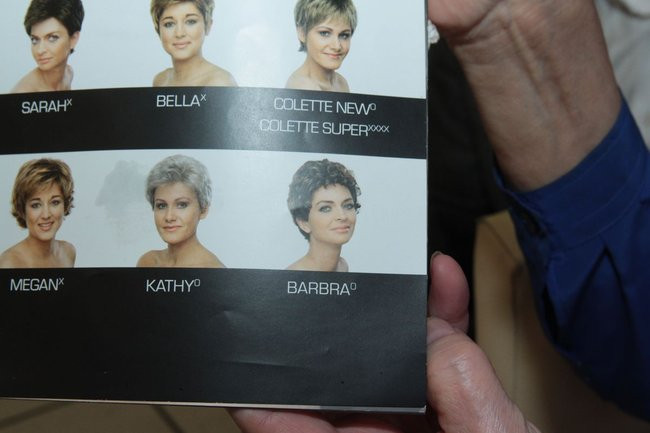 SARAHX
BELLAX
COLETTE NEWO
COLETTE SUPERXXXX
MEGANX
KATHYO
BARBRAO